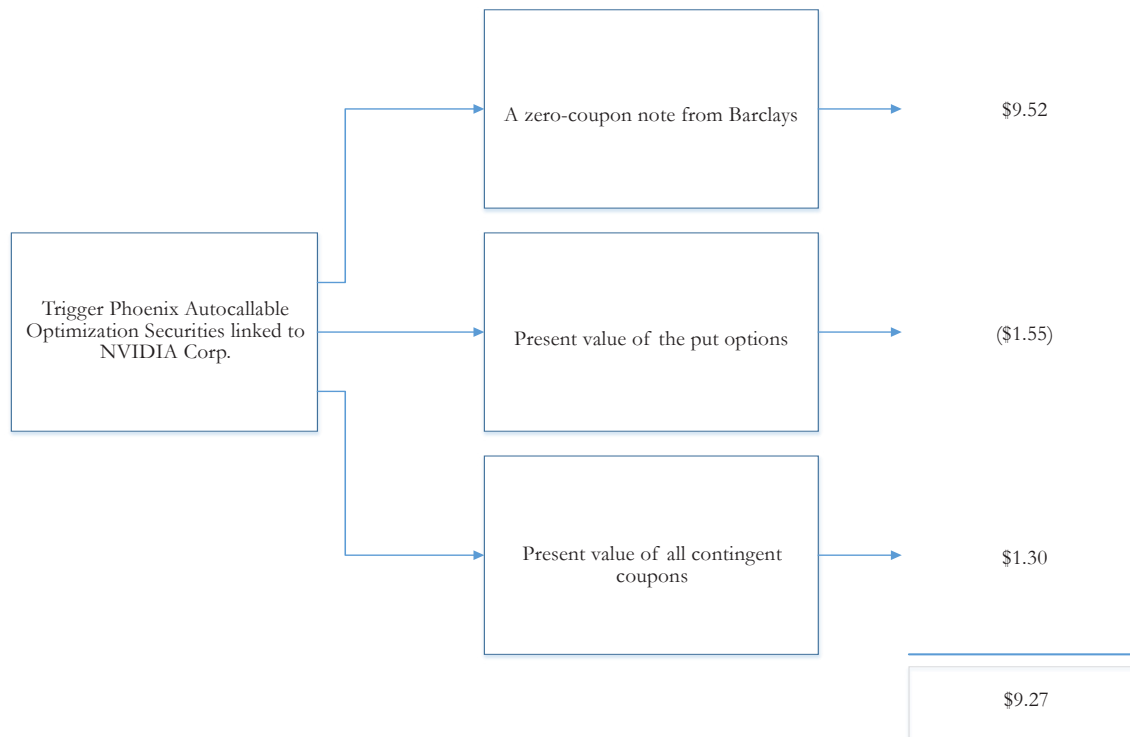 A zero-coupon note from Barclays
$9.52
Trigger Phoenix Autocallable
Optimization Securities linked to
NVIDIA Corp.
Present value of the put options
($1.55)
Present value of all contingent
coupons
$1.30
$9.27